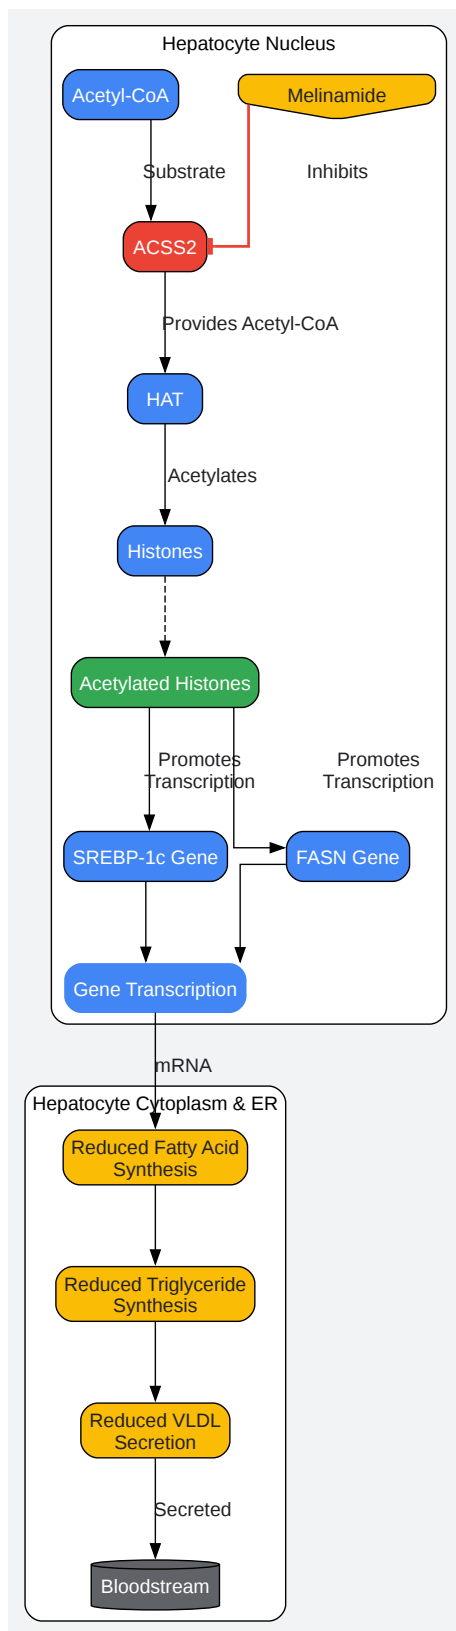 Hepatocyte Nucleus
Acetyl-CoA
Melinamide
Substrate
Inhibits
ACSS2
Provides Acetyl-CoA
HAT
Acetylates
Histones
Acetylated Histones
Promotes
Transcription
Promotes
Transcription
SREBP-1c Gene
FASN Gene
Gene Transcription
mRNA
Hepatocyte Cytoplasm & ER
Reduced Fatty Acid
Synthesis
Reduced Triglyceride
Synthesis
Reduced VLDL
Secretion
Secreted
Bloodstream